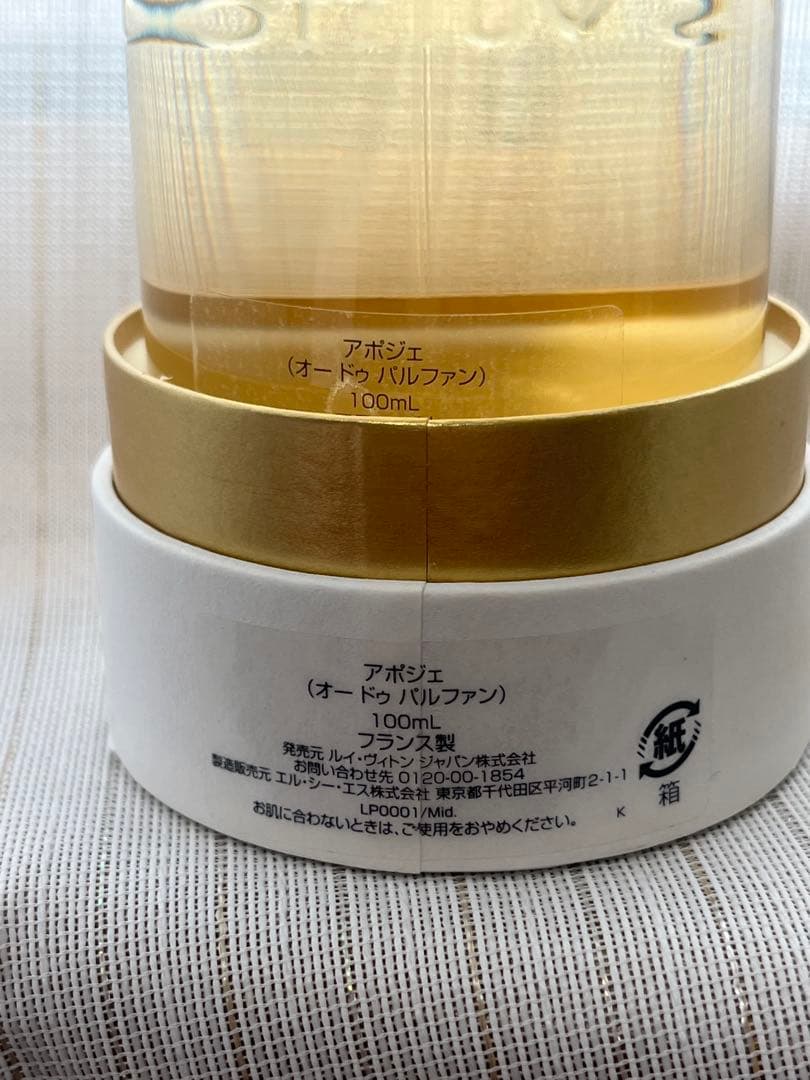 アポジェ
(オー ドゥ パルファン)
100mL
アポジェ
(オー ドゥ パルファン)
100mL
フランス製
発売元 ルイ・ヴィトン ジャパン株式会社
お問い合わせ先 0120-00-1854
製造販売元 エル・シー・エス株式会社 東京都千代田区平河町2-1-1
LP0001/Mid.
お肌に合わないときは、ご使用をおやめください。
K
紙
箱